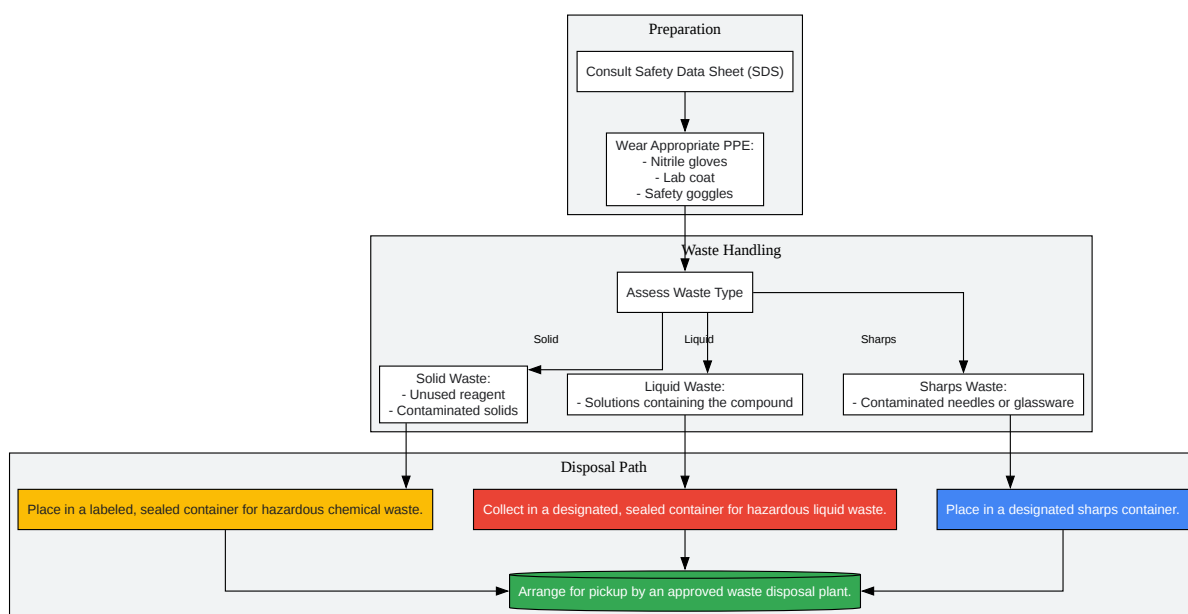 Preparation
Consult Safety Data Sheet (SDS)
Wear Appropriate PPE:
- Nitrile gloves
- Lab coat
- Safety goggles
Waste Handling
Assess Waste Type
Solid
Liquid
Sharps
Solid Waste:
- Unused reagent
- Contaminated solids
Liquid Waste:
- Solutions containing the compound
Sharps Waste:
- Contaminated needles or glassware
Disposal Path
Place in a labeled, sealed container for hazardous chemical waste.
Collect in a designated, sealed container for hazardous liquid waste.
Place in a designated sharps container.
Arrange for pickup by an approved waste disposal plant.